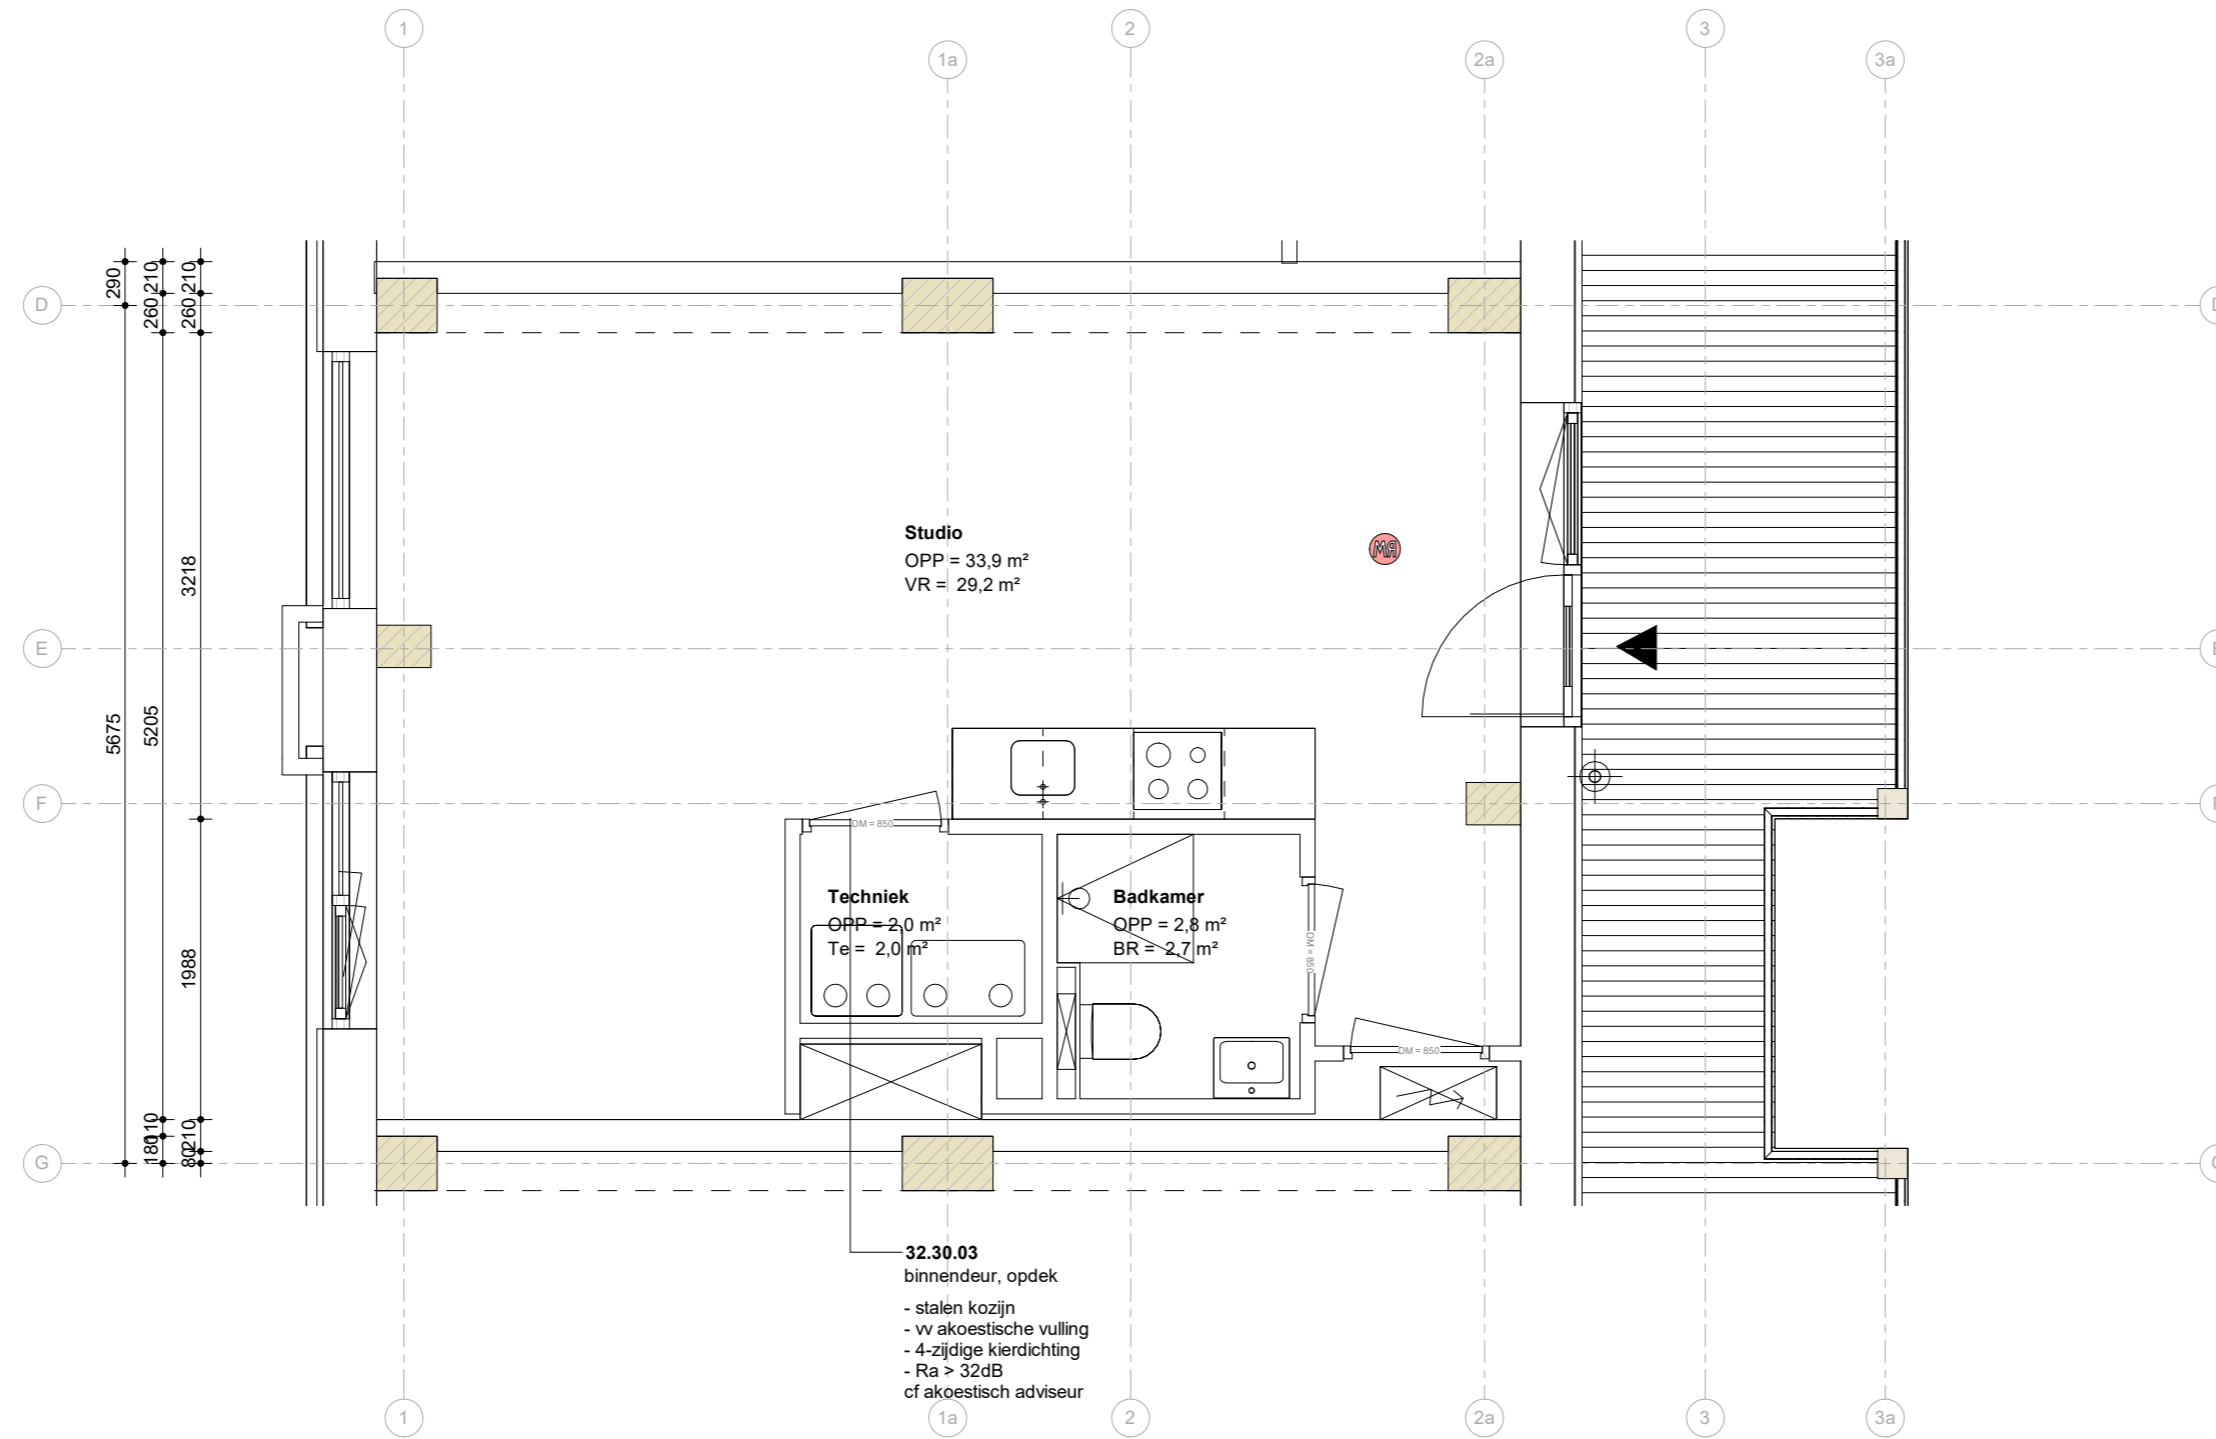 1
1a
2
2a
3
3a
D
E
F
G
290
5675
210
260
5205
110
180
210
260
3218
1988
210
80
Studio
OPP = 33,9 m²
VR = 29,2 m²
Techniek
OPP = 2,0 m²
Te = 2,0 m²
Badkamer
OPP = 2,8 m²
BR = 2,7 m²
DM = 850
DM = 850
DM = 850
32.30.03
binnendeur, opdek
- stalen kozijn
- vv akoestische vulling
- 4-zijdige kierdichting
- Ra > 32dB
cf akoestisch adviseur
1
1a
2
2a
3
3a